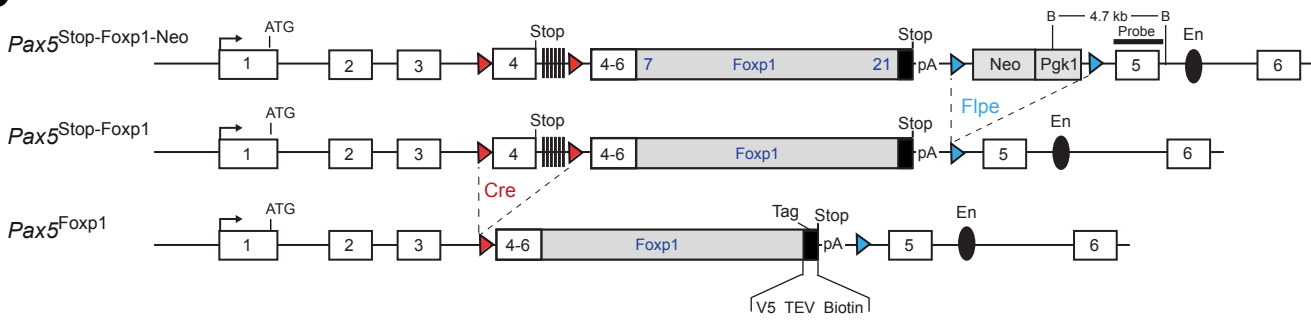 B 4.7 kb B
ATG Stop Stop Probe En
Pax5Stop-Foxp1-Neo
1 2 3 4 4-6 7 Foxp1 21 pA Neo Pgk1 5 6
Flpe
ATG Stop Stop En
Pax5Stop-Foxp1
1 2 3 4 4-6 Foxp1 pA 5 6
Cre
ATG Tag Stop En
Pax5Foxp1
1 2 3 4-6 Foxp1 pA 5 6
V5 TEV Biotin